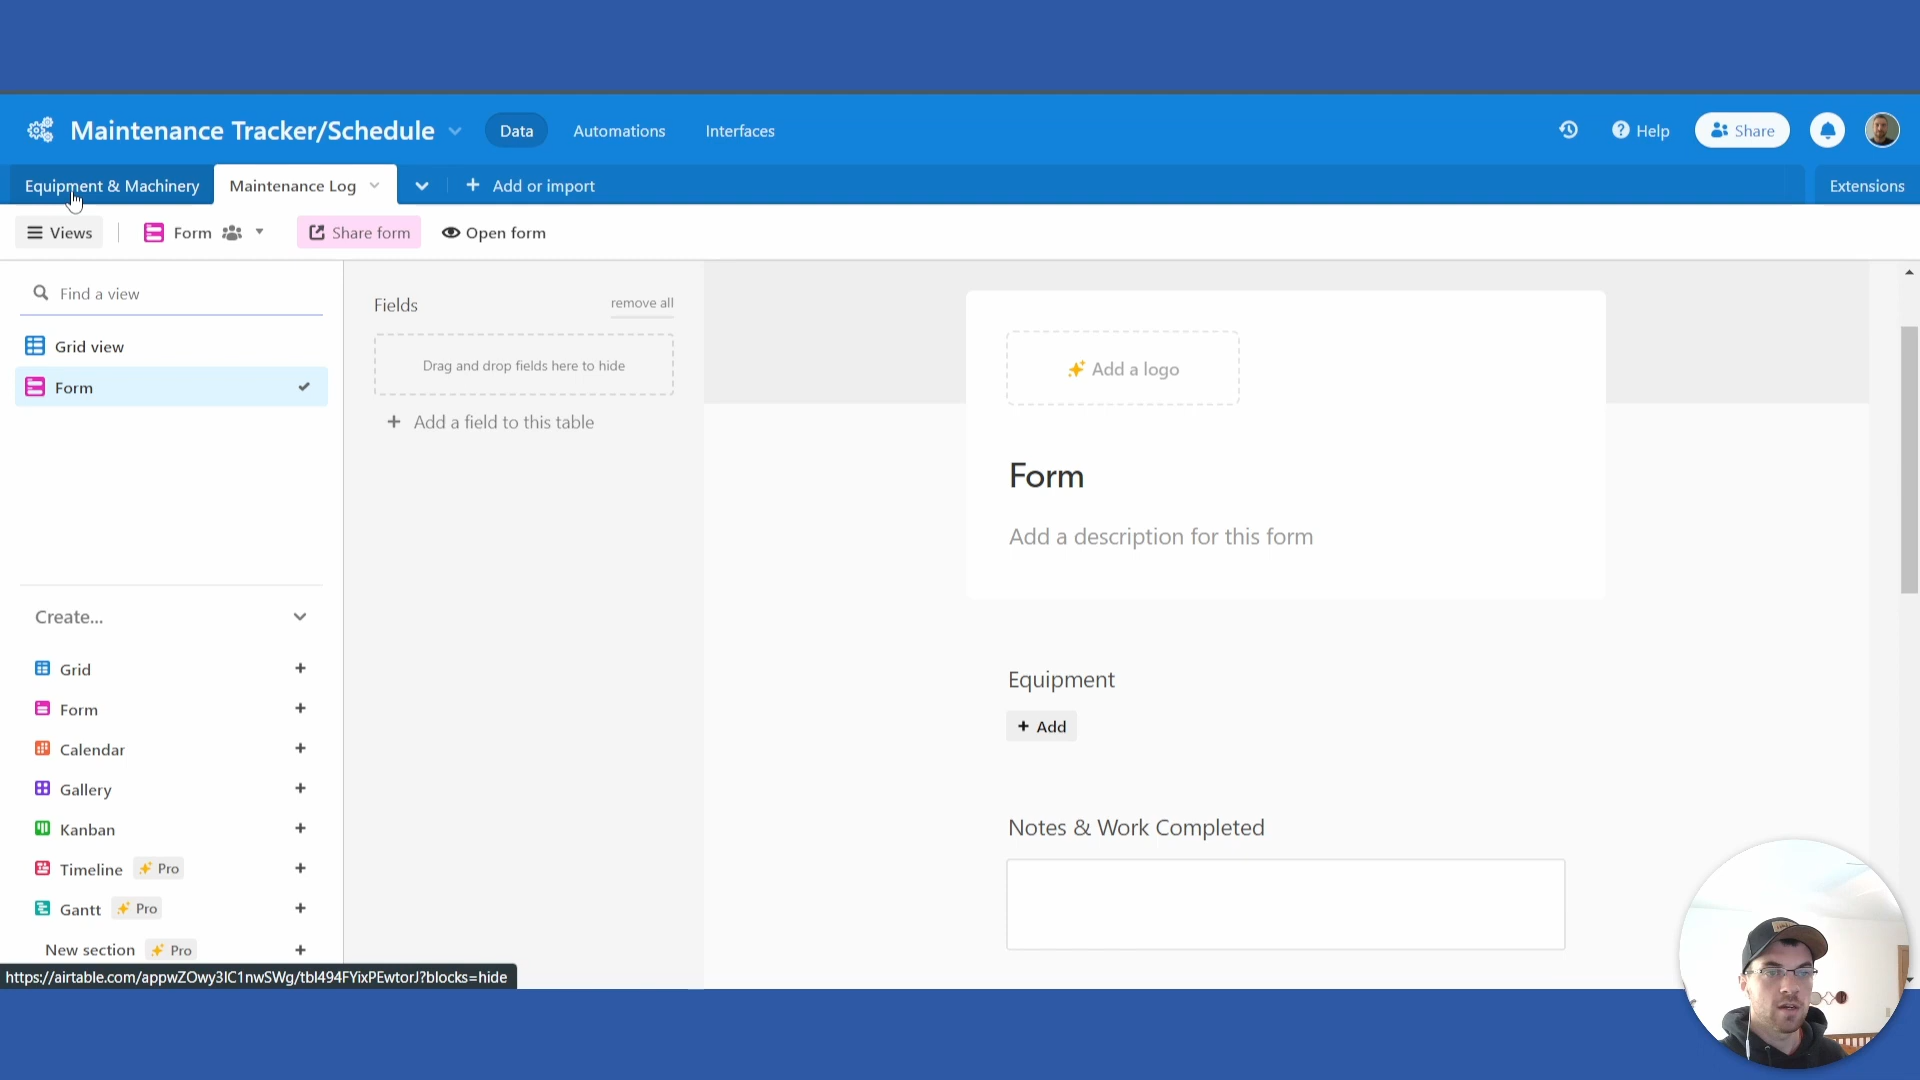 Maintenance Tracker/Schedule
Data
Automations
Interfaces
Help
Share
Equipment & Machinery
Maintenance Log
Add or import
Extensions
Views
Form
Share form
Open form
Find a view
Grid view
Form
Create...
Grid
Form
Calendar
Gallery
Kanban
Timeline Pro
Gantt Pro
New section Pro
https://airtable.com/appwZOwy3IC1nwSWg/tbl494FYixPEwtorJ?blocks=hide
Fields
remove all
Drag and drop fields here to hide
Add a field to this table
Add a logo
Form
Add a description for this form
Equipment
Add
Notes & Work Completed